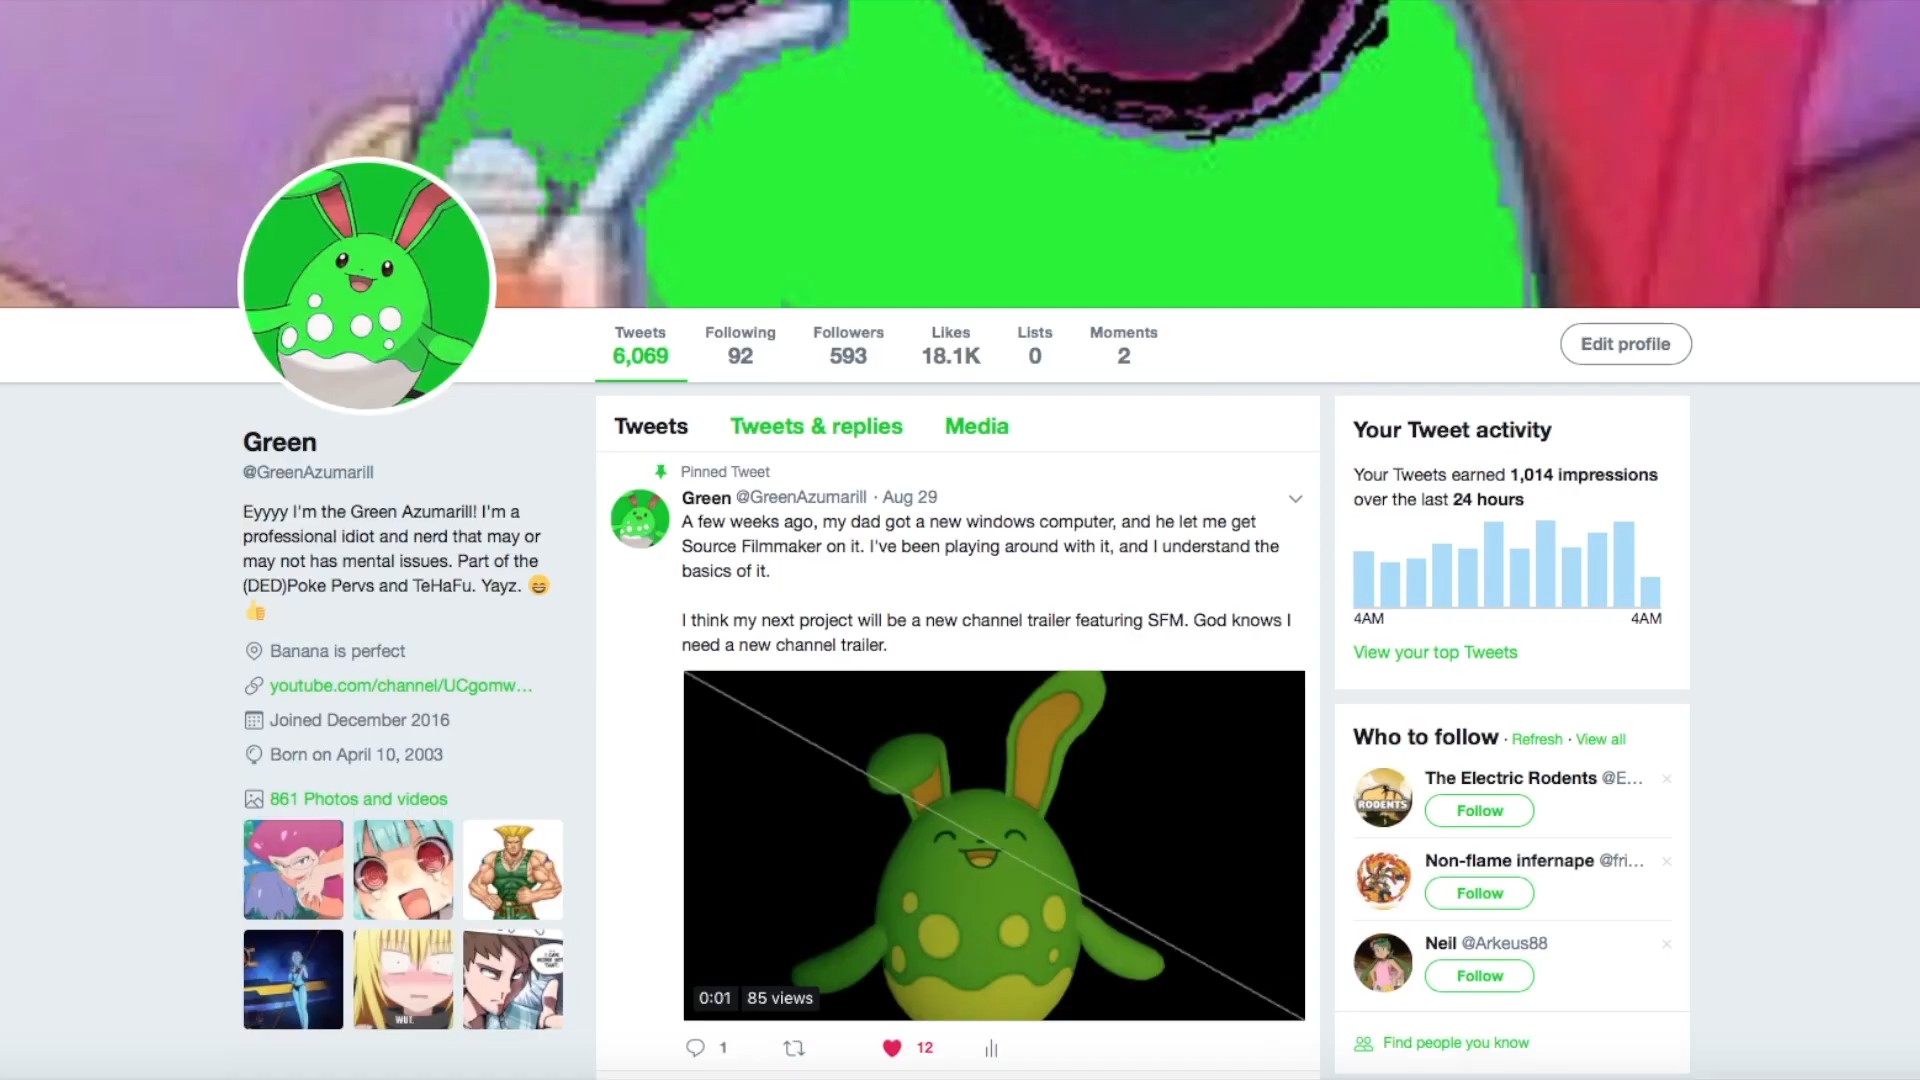 Tweets
6,069
Following
92
Followers
593
Likes
18.1K
Lists
0
Moments
2
Edit profile
Green
@GreenAzumarill
Eyyyy I'm the Green Azumarill! I'm a
professional idiot and nerd that may or
may not has mental issues. Part of the
(DED)Poke Pervs and TeHaFu. Yayz. 😄
👍
Banana is perfect
youtube.com/channel/UCgomw…
Joined December 2016
Born on April 10, 2003
861 Photos and videos
WUT.
Tweets
Tweets & replies
Media
Pinned Tweet
Green @GreenAzumarill · Aug 29
A few weeks ago, my dad got a new windows computer, and he let me get
Source Filmmaker on it. I've been playing around with it, and I understand the
basics of it.
I think my next project will be a new channel trailer featuring SFM. God knows I
need a new channel trailer.
0:01
85 views
1
12
Your Tweet activity
Your Tweets earned 1,014 impressions
over the last 24 hours
4AM
4AM
View your top Tweets
Who to follow · Refresh · View all
RODENTS
The Electric Rodents @E...
Follow
Non-flame infernape @fri...
Follow
Neil @Arkeus88
Follow
Find people you know